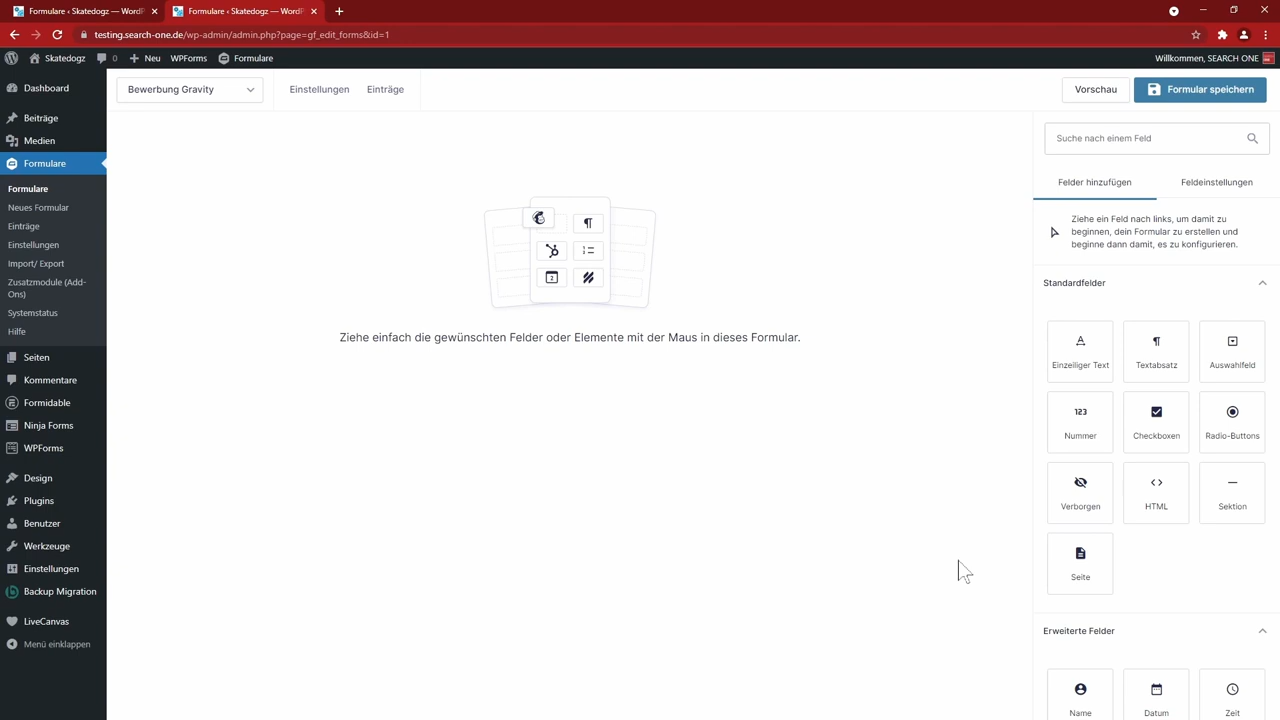 Formulare ‹ Skatedogz — WordP
Formulare ‹ Skatedogz — WordP
testing.search-one.de/wp-admin/admin.php?page=gf_edit_forms&id=1
Skatedogz
0
Neu
WPForms
Formulare
Willkommen, SEARCH ONE
Dashboard
Beiträge
Medien
Formulare
Formulare
Neues Formular
Einträge
Einstellungen
Import/ Export
Zusatzmodule (Add-
Ons)
Systemstatus
Hilfe
Seiten
Kommentare
Formidable
Ninja Forms
WPForms
Design
Plugins
Benutzer
Werkzeuge
Einstellungen
Backup Migration
LiveCanvas
Menü einklappen
Bewerbung Gravity
Einstellungen
Einträge
Vorschau
Formular speichern
Ziehe einfach die gewünschten Felder oder Elemente mit der Maus in dieses Formular.
Suche nach einem Feld
Felder hinzufügen
Feldeinstellungen
Ziehe ein Feld nach links, um damit zu
beginnen, dein Formular zu erstellen und
beginne dann damit, es zu konfigurieren.
Standardfelder
Einzeiliger Text
Textabsatz
Auswahlfeld
123
Nummer
Checkboxen
Radio-Buttons
Verborgen
HTML
Sektion
Seite
Erweiterte Felder
Name
Datum
Zeit